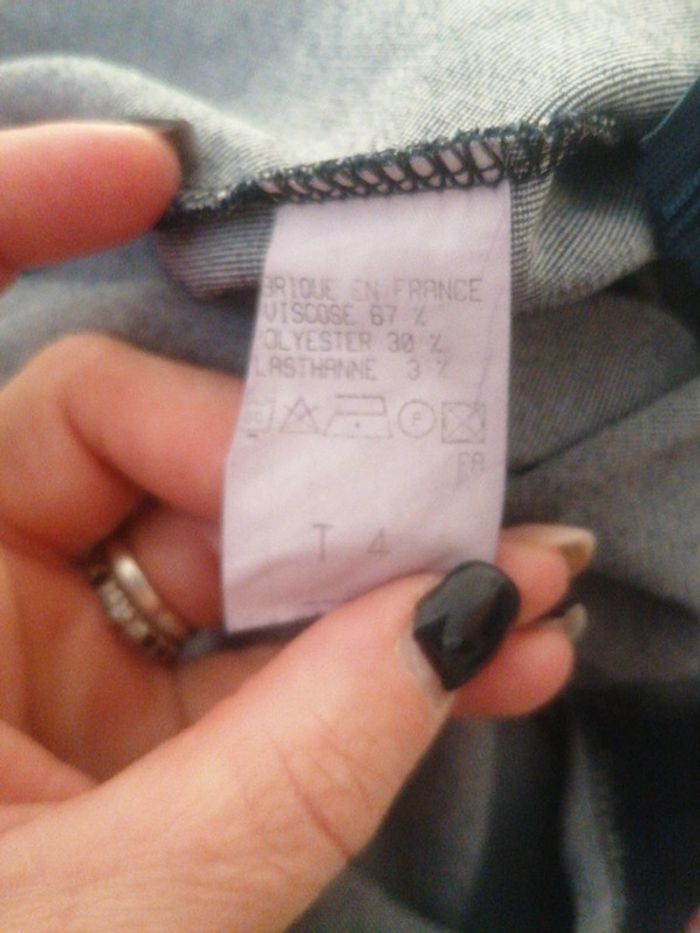 BRIQUE EN FRANCE
VISCOSE 67 %
OLYESTER 30 %
LASTHANNE 3 %
P
FR
T 4